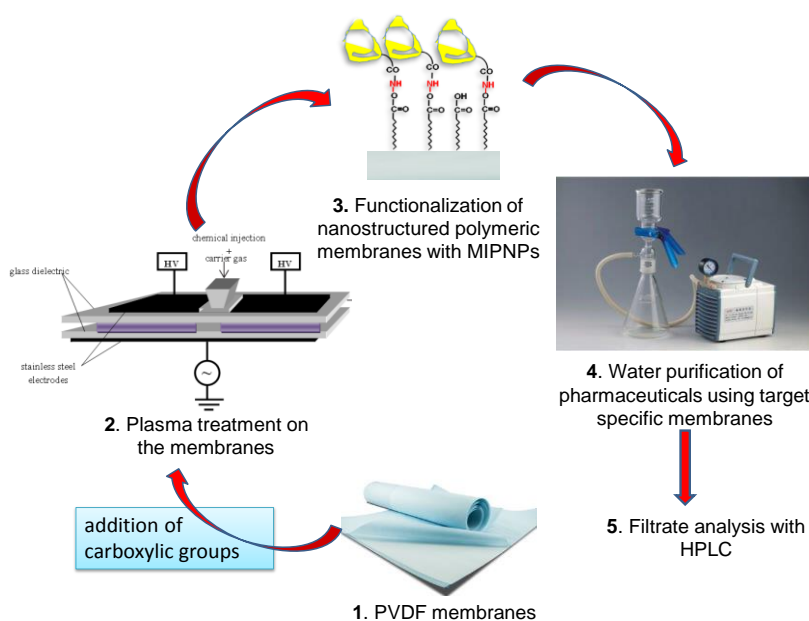 CO
CO
CO
NH
NH
NH
O
O
OH
O
C=O
C=O
C=O
C=O
3. Functionalization of
nanostructured polymeric
membranes with MIPNPs
chemical injection
+
carrier gas
HV
HV
glass dielectric
stainless steel
electrodes
~
2. Plasma treatment on
the membranes
4. Water purification of
pharmaceuticals using target
specific membranes
addition of
carboxylic groups
5. Filtrate analysis with
HPLC
1. PVDF membranes